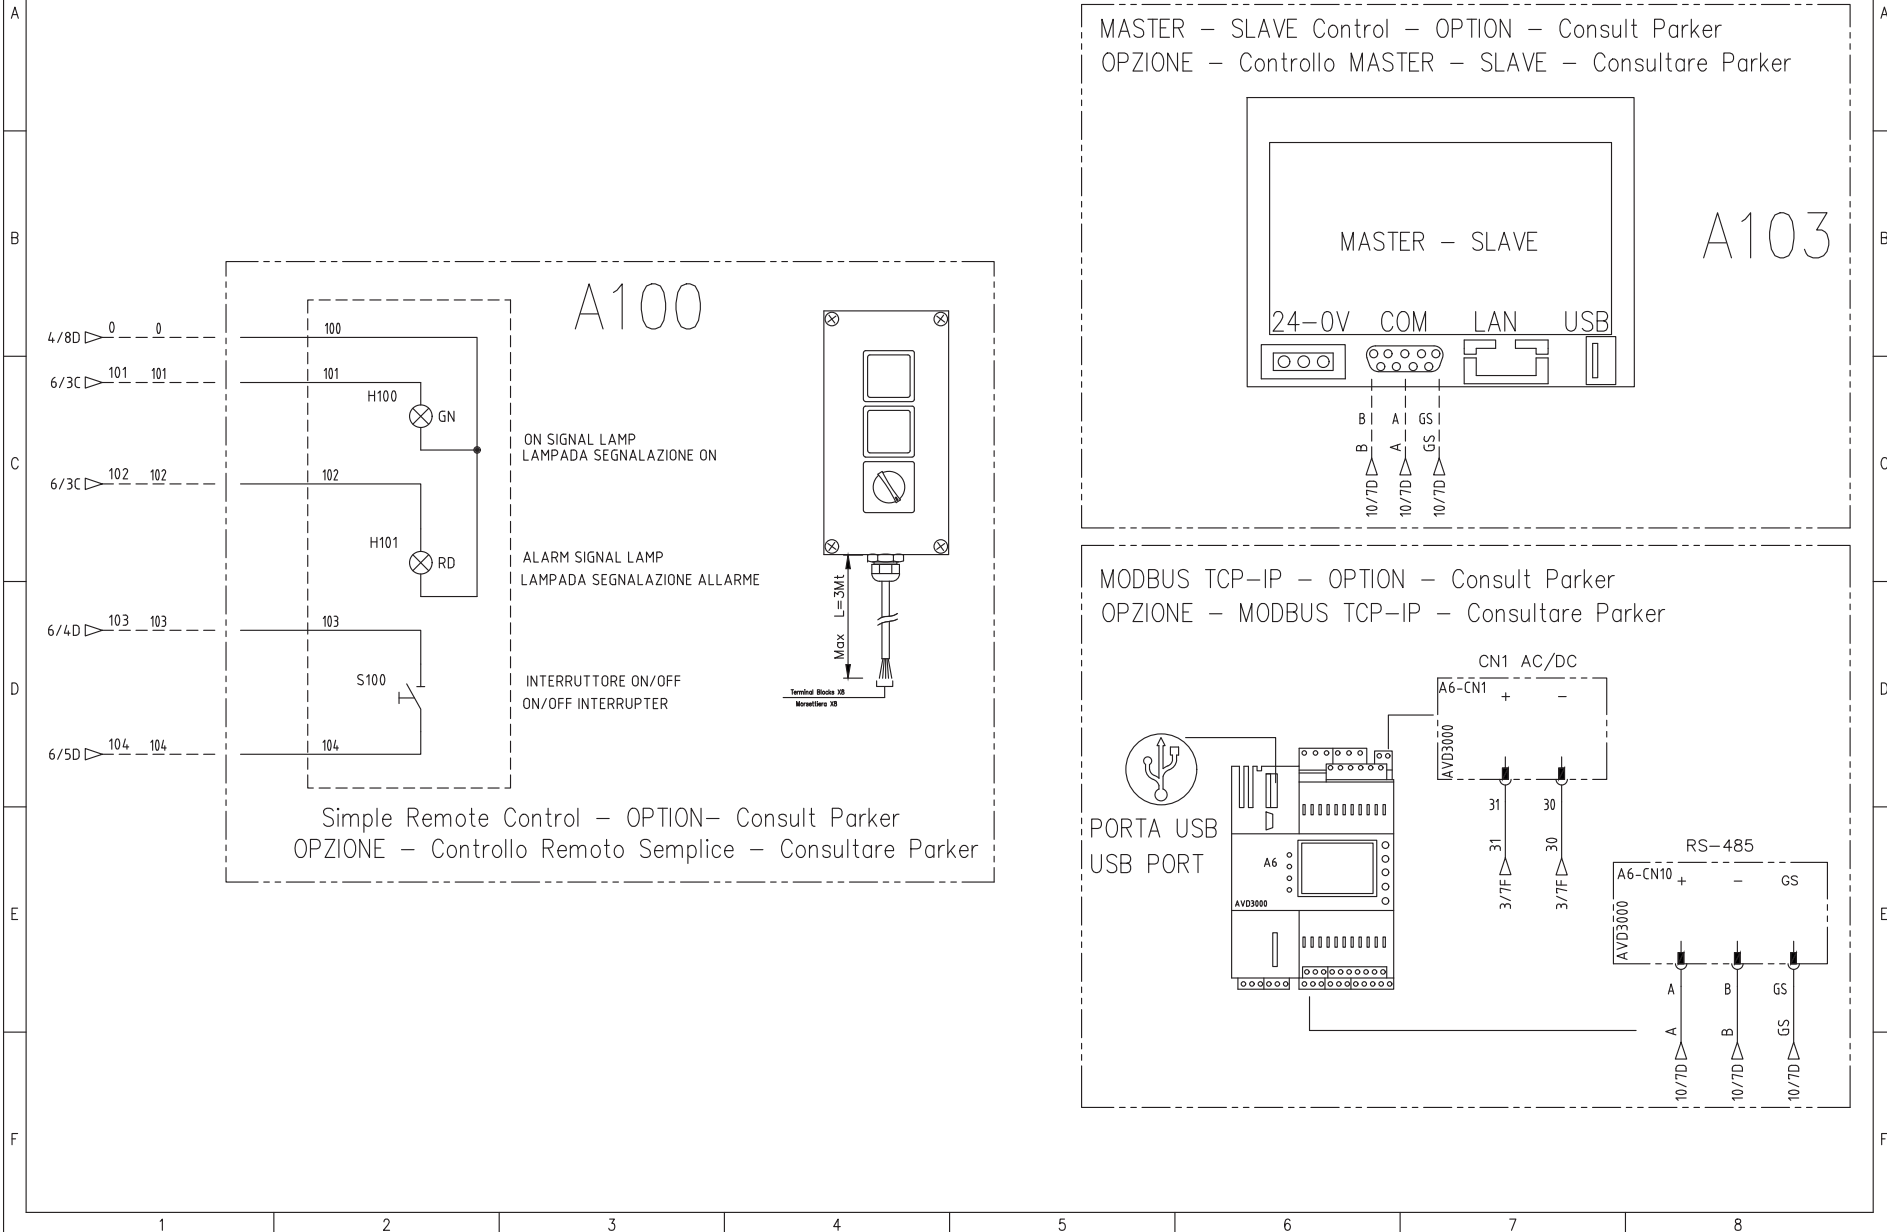 A
A
MASTER – SLAVE Control – OPTION – Consult Parker
OPZIONE – Controllo MASTER – SLAVE – Consultare Parker
B
B
MASTER – SLAVE
A103
24-0V COM LAN USB
B A GS
B A GS
10/7D 10/7D 10/7D
A100
4/8D 0 0 100
6/3C 101 101 101
H100
GN
ON SIGNAL LAMP
LAMPADA SEGNALAZIONE ON
C
C
6/3C 102 102 102
H101
RD
ALARM SIGNAL LAMP
LAMPADA SEGNALAZIONE ALLARME
6/4D 103 103 103
S100
INTERRUTTORE ON/OFF
ON/OFF INTERRUPTER
D
D
6/5D 104 104 104
Max L=3Mt
Terminal Blocks X8
Morsettiera X8
Simple Remote Control – OPTION– Consult Parker
OPZIONE – Controllo Remoto Semplice – Consultare Parker
MODBUS TCP-IP – OPTION – Consult Parker
OPZIONE – MODBUS TCP-IP – Consultare Parker
CN1 AC/DC
A6-CN1 + –
AVD3000
31 30
31 30
3/7F 3/7F
PORTA USB
USB PORT
A6
AVD3000
RS-485
A6-CN10 + – GS
AVD3000
A B GS
A B GS
10/7D 10/7D 10/7D
E
E
F
F
1 2 3 4 5 6 7 8